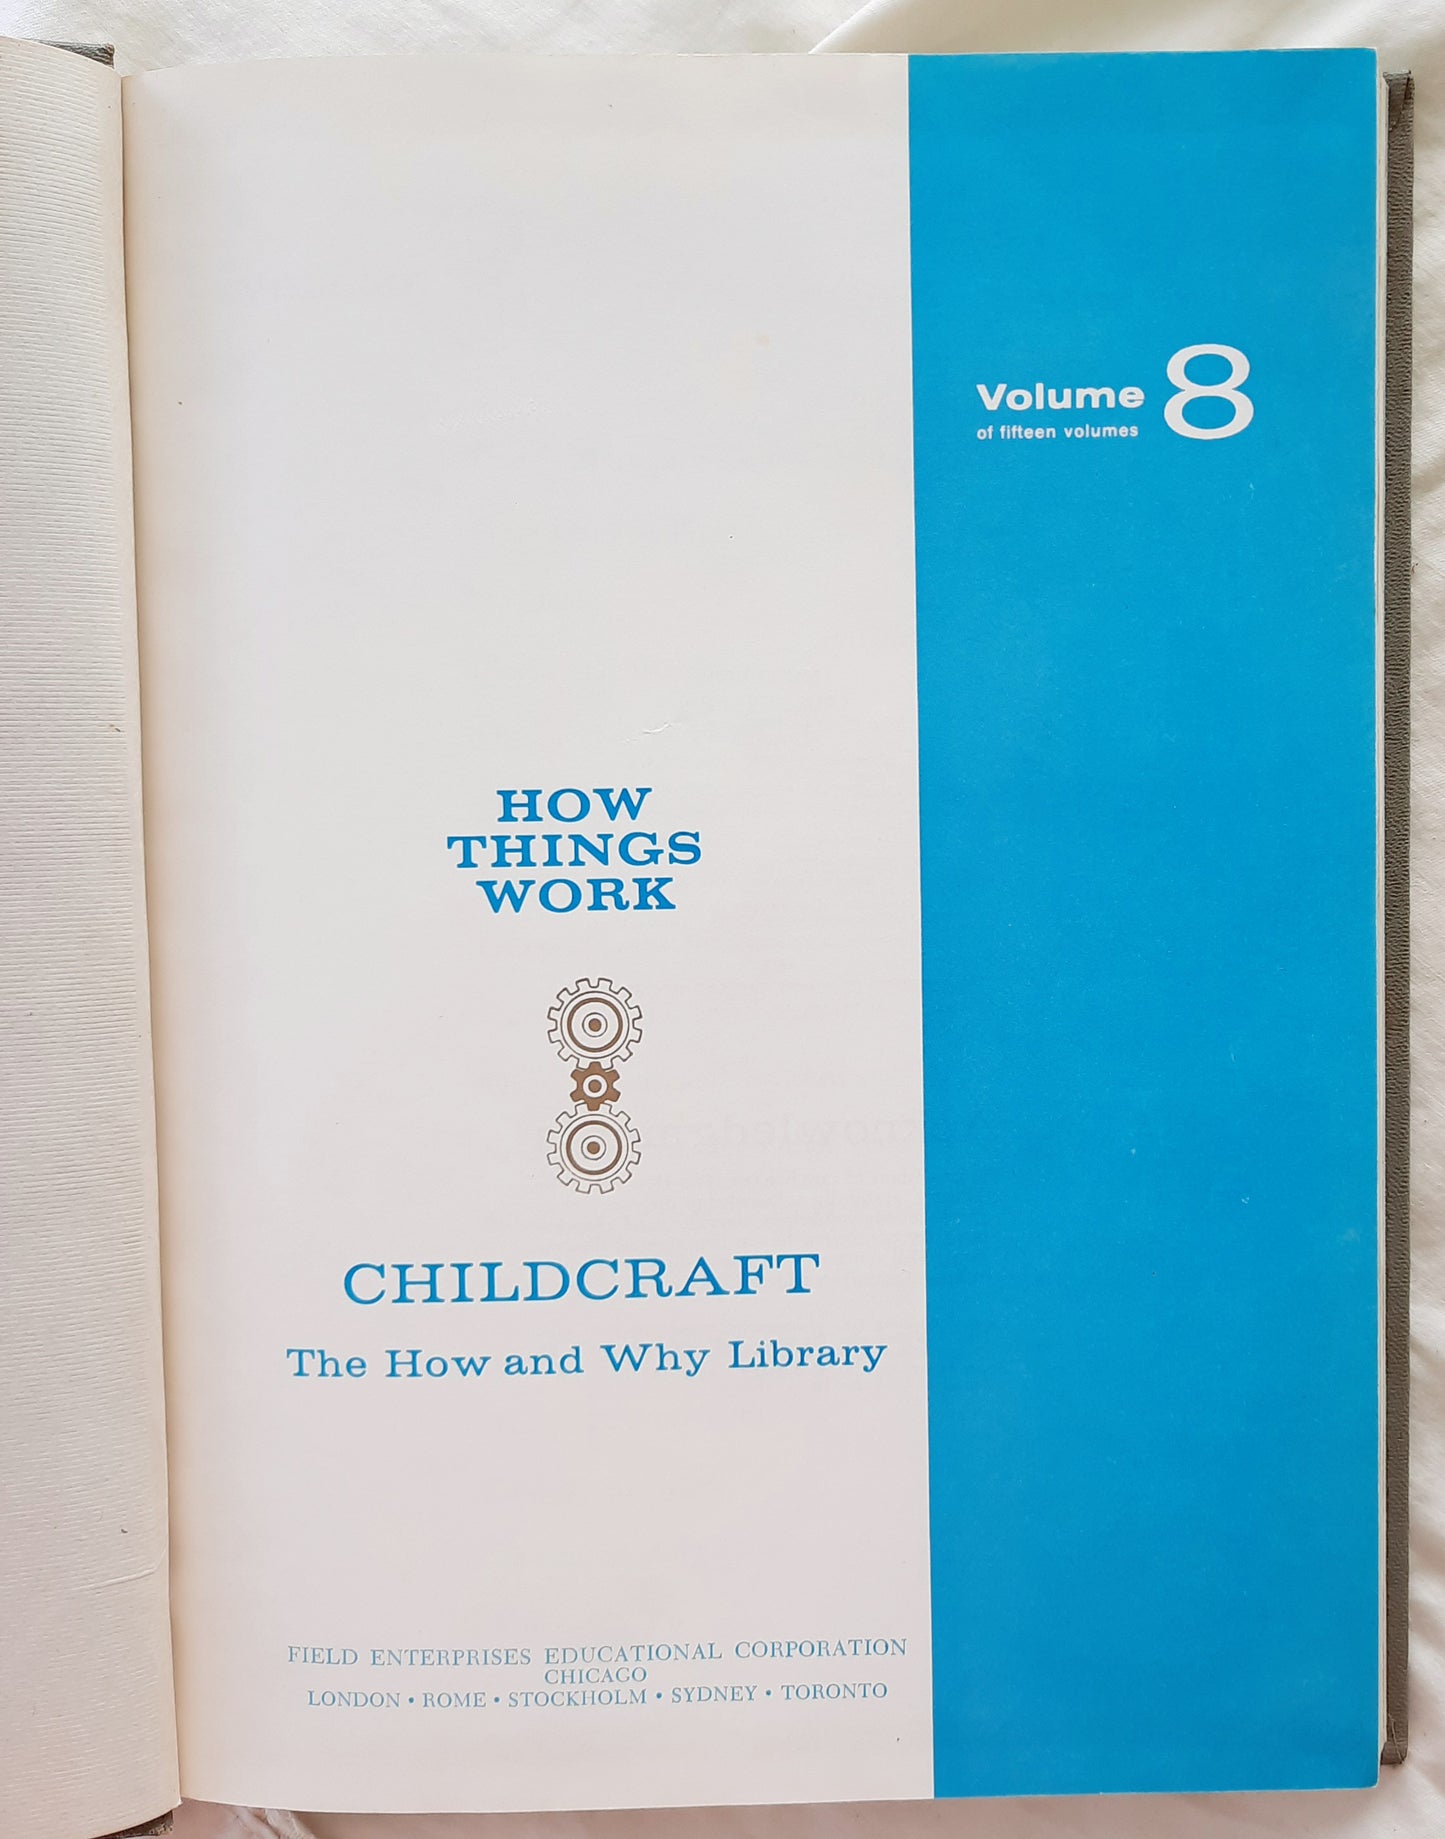 Volume 8
of fifteen volumes
HOW
THINGS
WORK
CHILDCRAFT
The How and Why Library
FIELD ENTERPRISES EDUCATIONAL CORPORATION
CHICAGO
LONDON • ROME • STOCKHOLM • SYDNEY • TORONTO